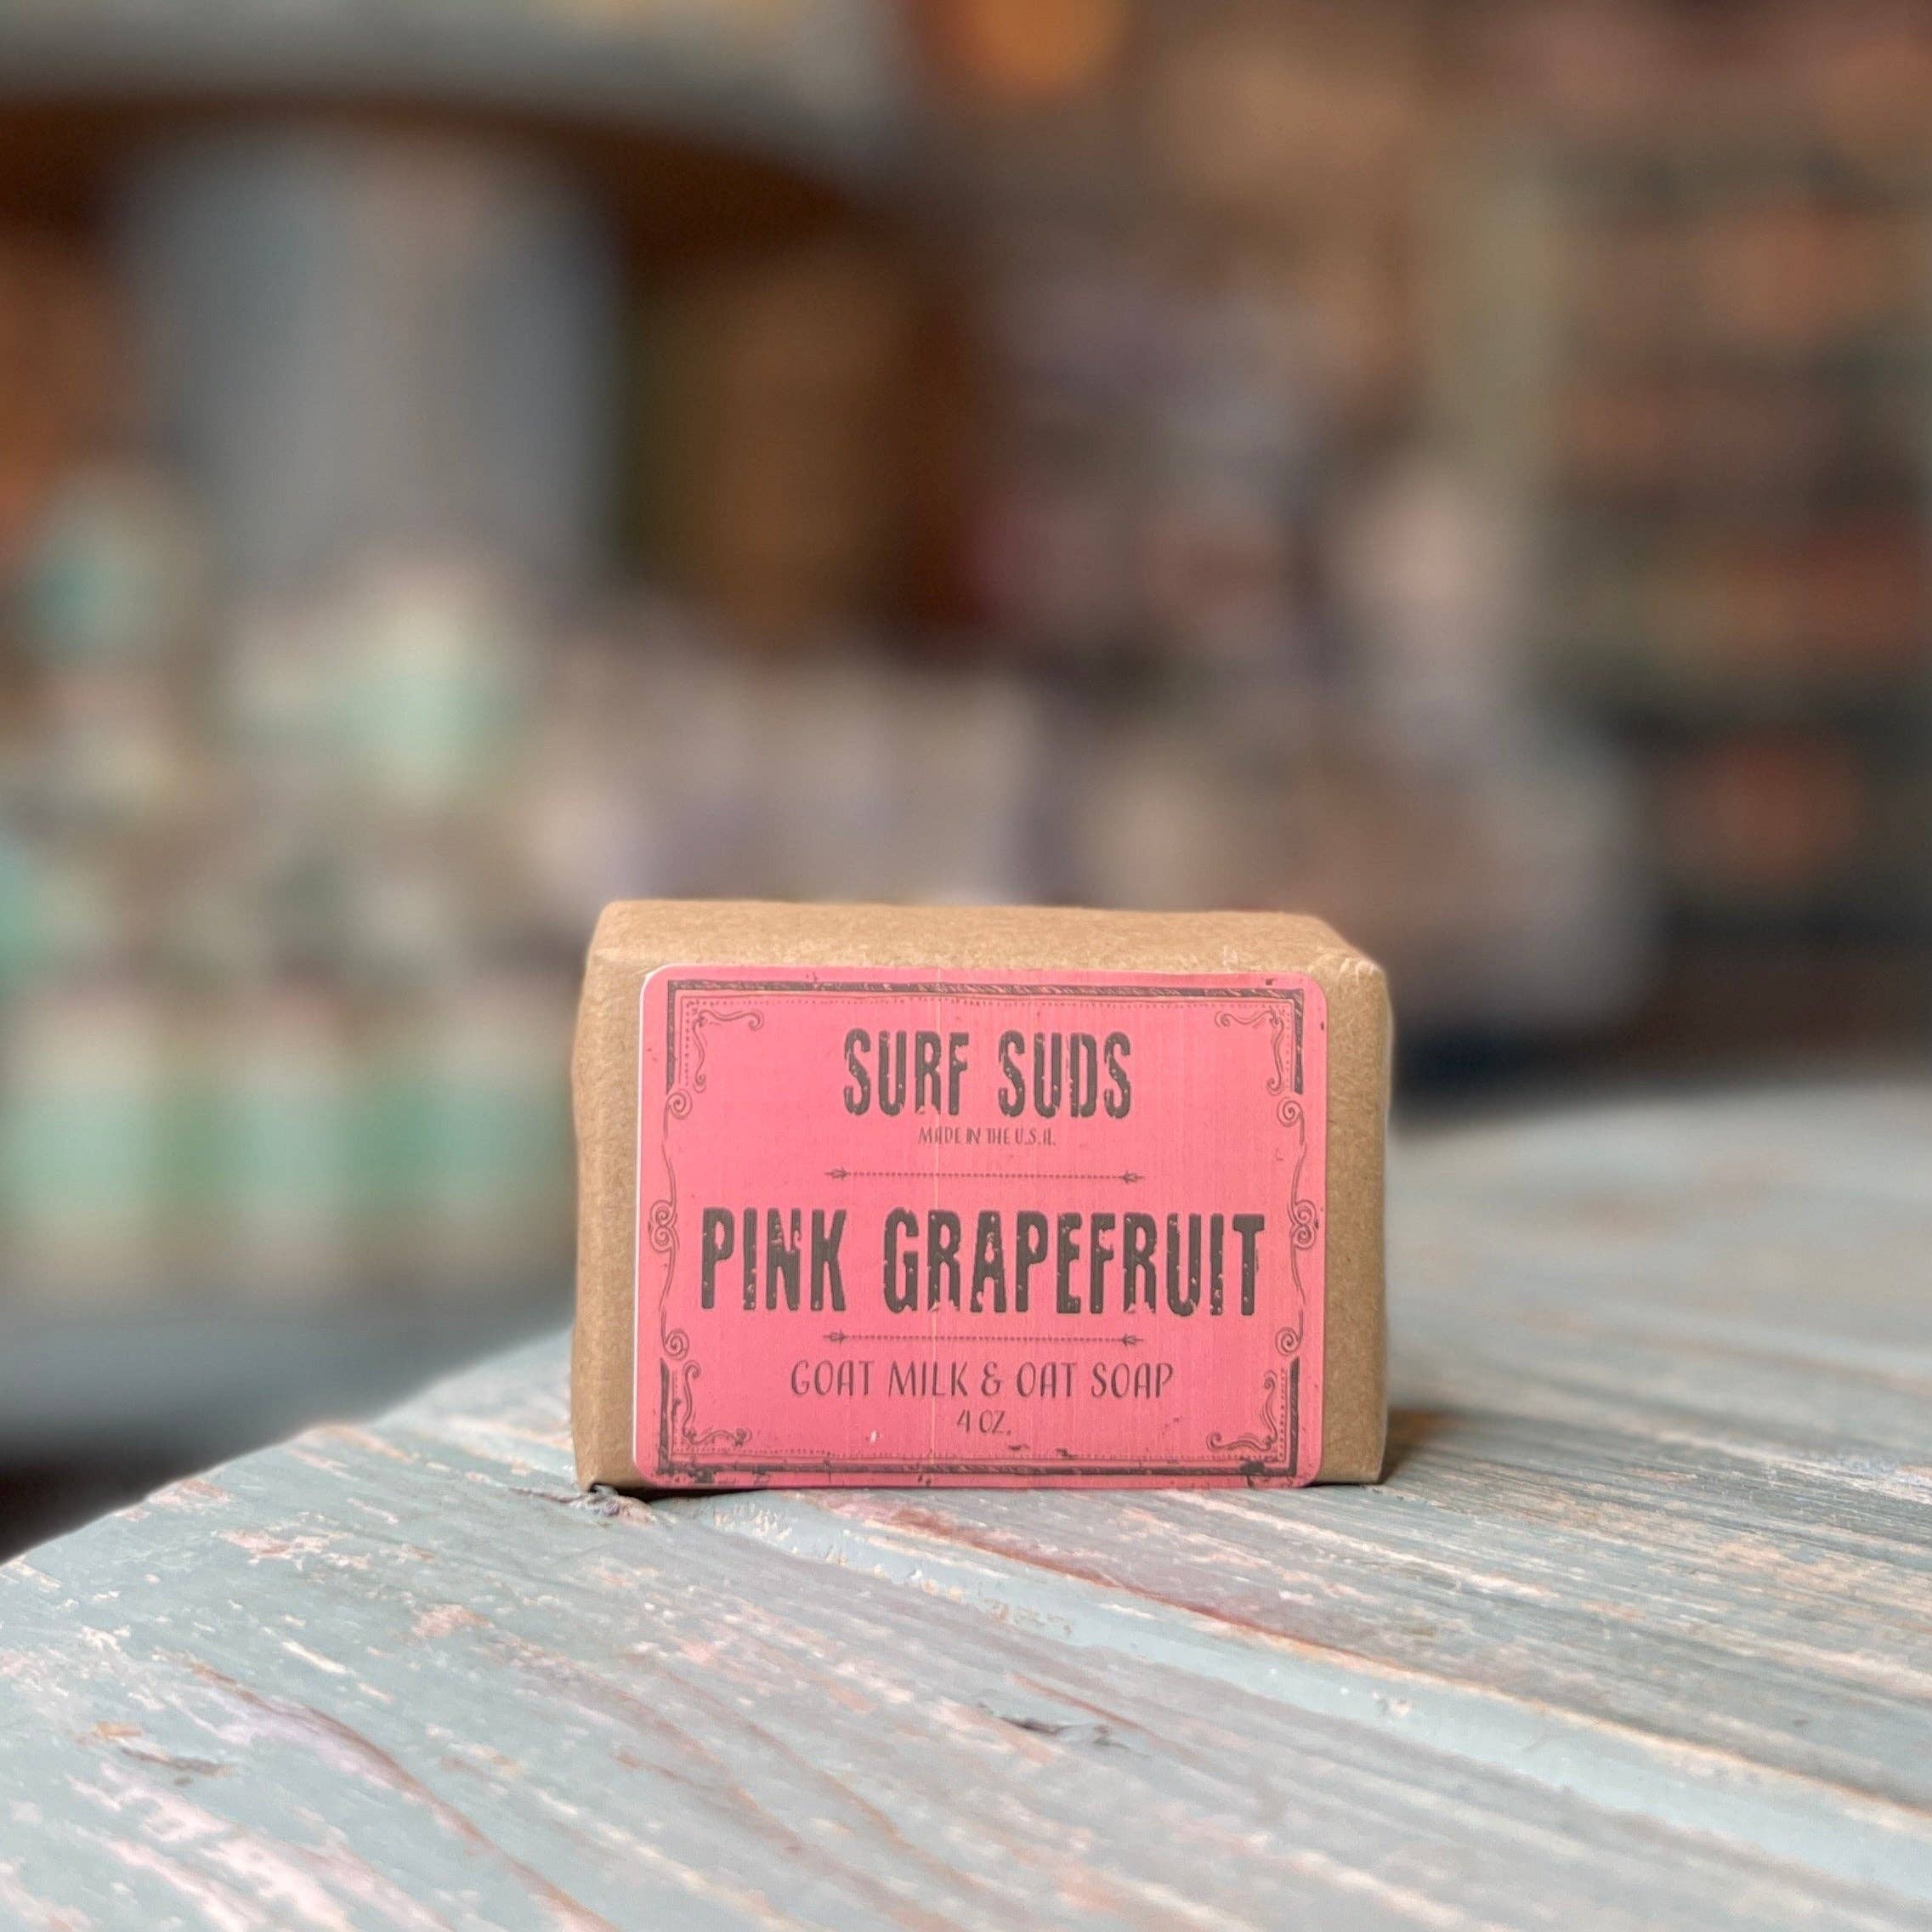 SURF SUDS
MADE IN THE U.S.A.
PINK GRAPEFRUIT
GOAT MILK & OAT SOAP
4 OZ.